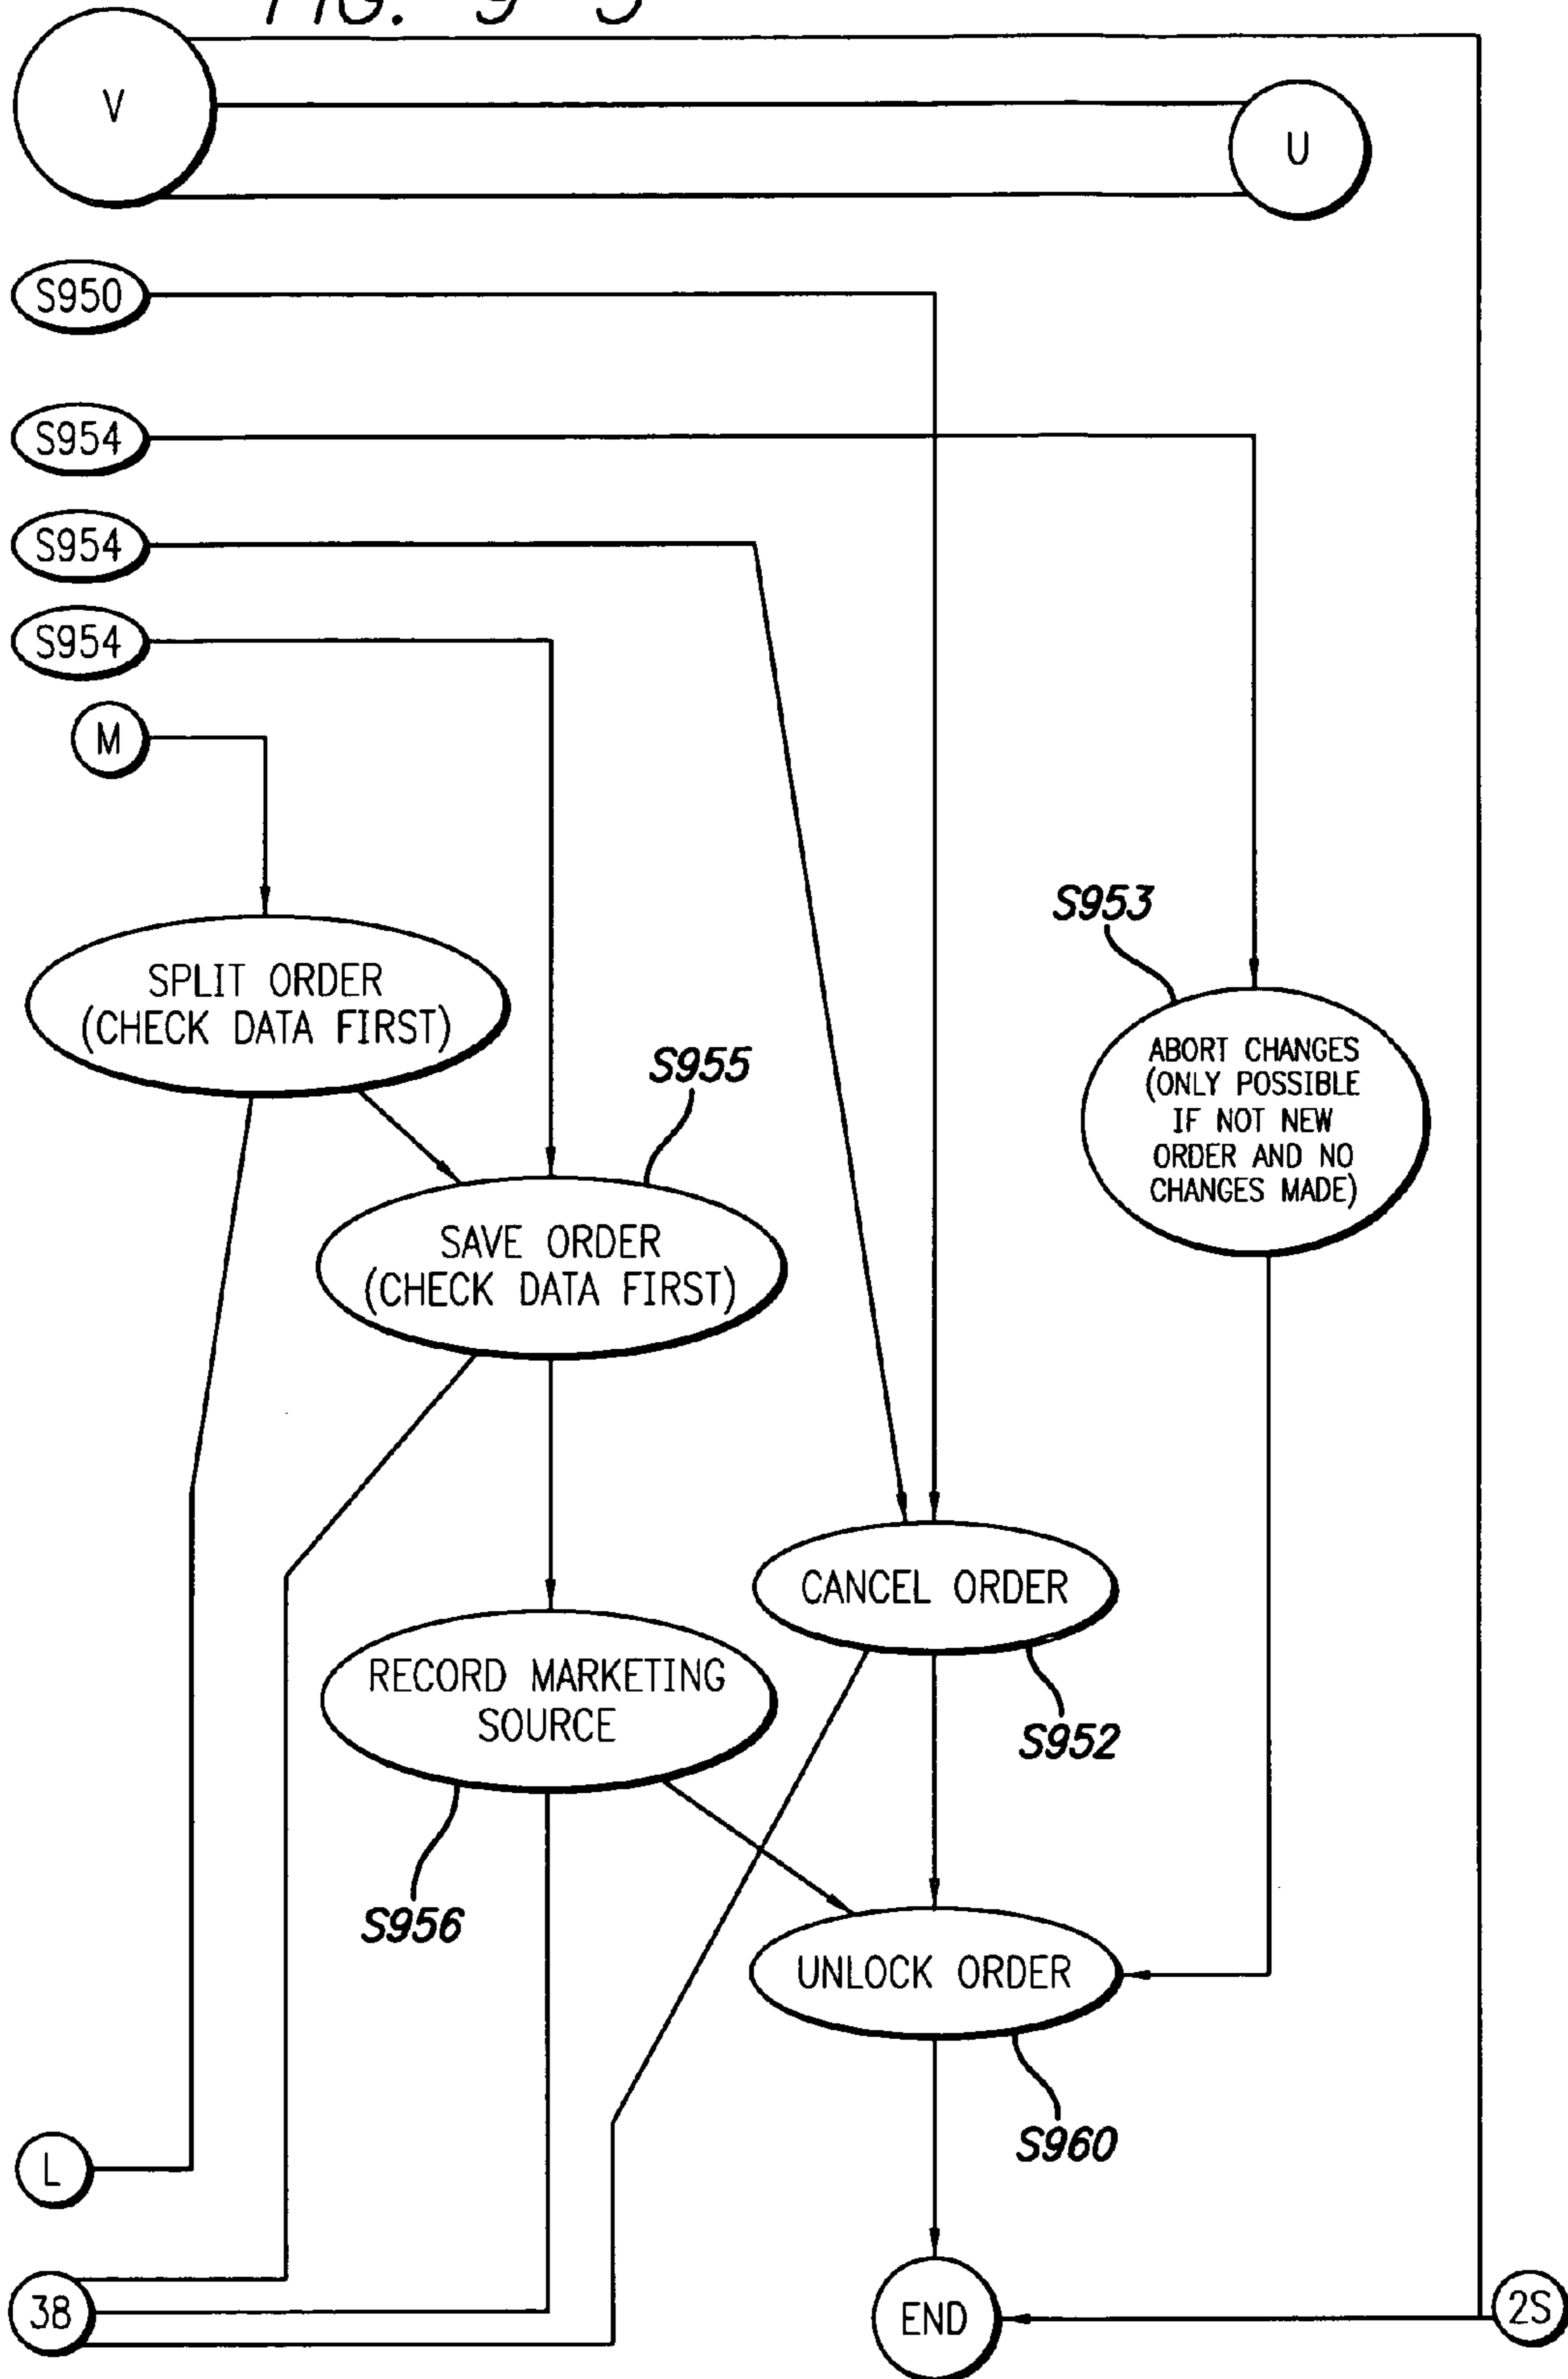 FIG. 9
V
U
S950
S954
S954
S954
M
S953
SPLIT ORDER
(CHECK DATA FIRST)
ABORT CHANGES
(ONLY POSSIBLE
IF NOT NEW
ORDER AND NO
CHANGES MADE)
S955
SAVE ORDER
(CHECK DATA FIRST)
CANCEL ORDER
RECORD MARKETING
SOURCE
S952
S956
UNLOCK ORDER
S960
L
38
END
2S